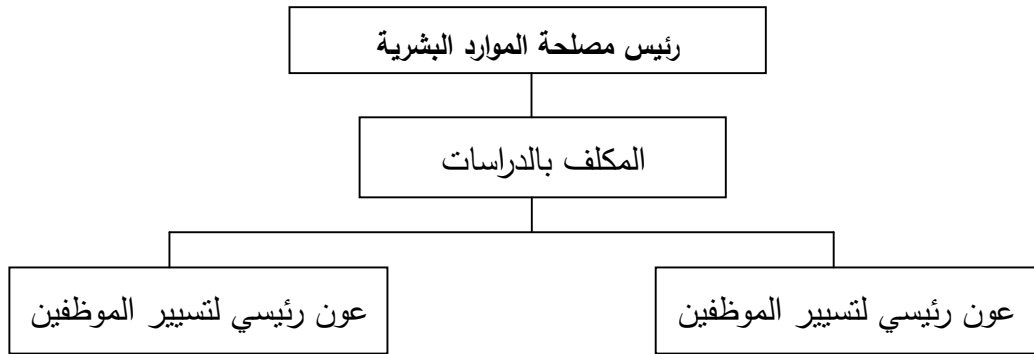 رئيس مصلحة الموارد البشرية
المكلف بالدراسات
عون رئيسي لتسيير الموظفين
عون رئيسي لتسيير الموظفين